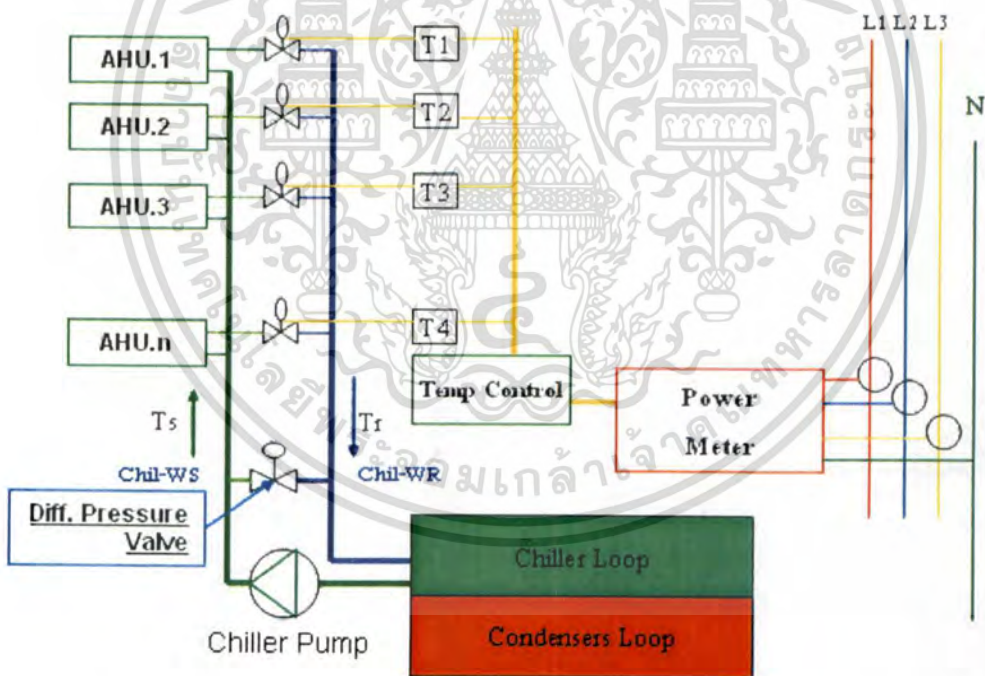 L1 L2 L3
N
AHU.1
T1
AHU.2
T2
AHU.3
T3
AHU.n
T4
Temp Control
Power
Meter
Ts
Tr
Chil-WS
Chil-WR
Diff. Pressure
Valve
Chiller Loop
Condensers Loop
Chiller Pump